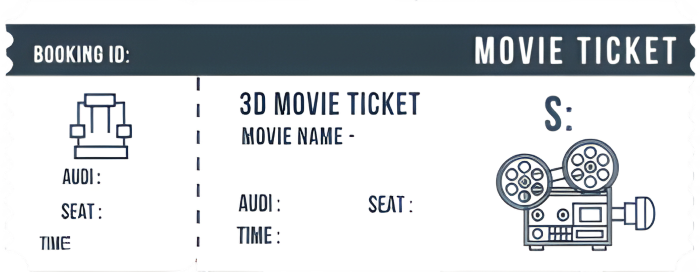 BOOKING ID:
MOVIE TICKET
AUDI :
SEAT :
TIME
3D MOVIE TICKET
MOVIE NAME -
AUDI :
SEAT :
TIME :
S: